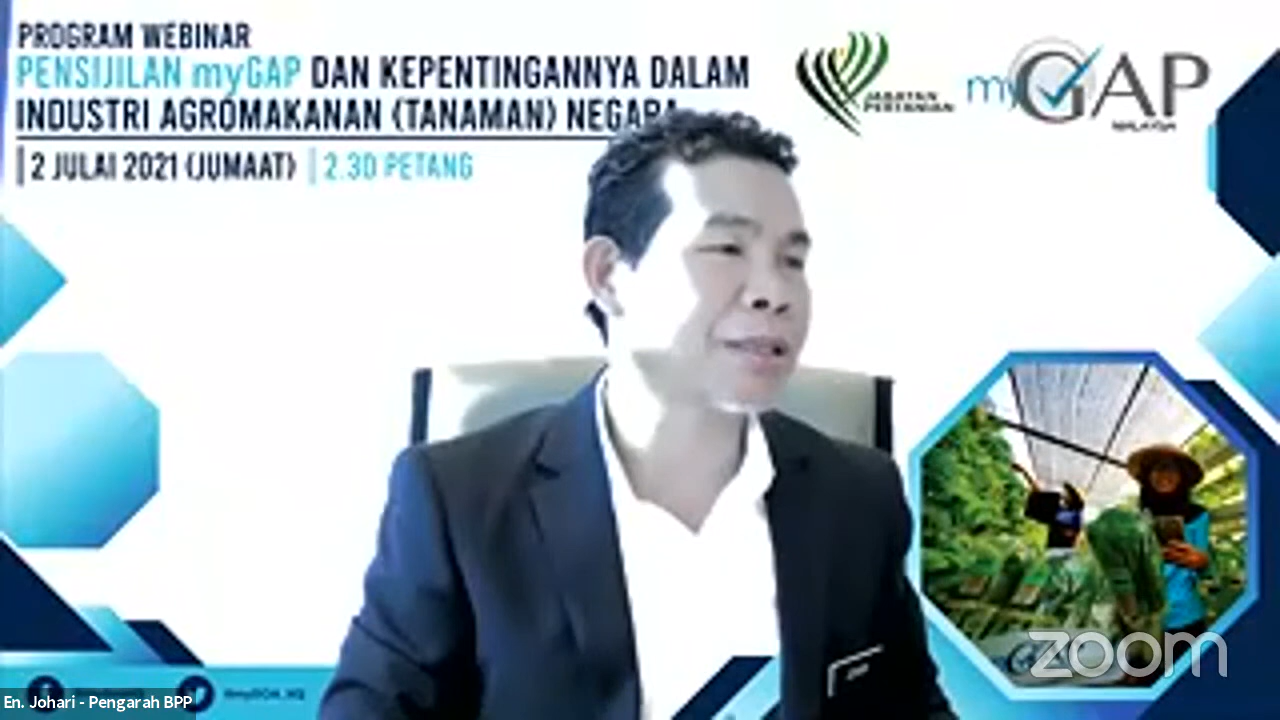 PROGRAM WEBINAR
PENSIJILAN myGAP DAN KEPENTINGANNYA DALAM
INDUSTRI AGROMAKANAN (TANAMAN) NEGARA
2 JULAI 2021 (JUMAAT) | 2.30 PETANG
JABATAN
PERTANIAN
myGAP
MALAYSIA
zoom
En. Johari - Pengarah BPP